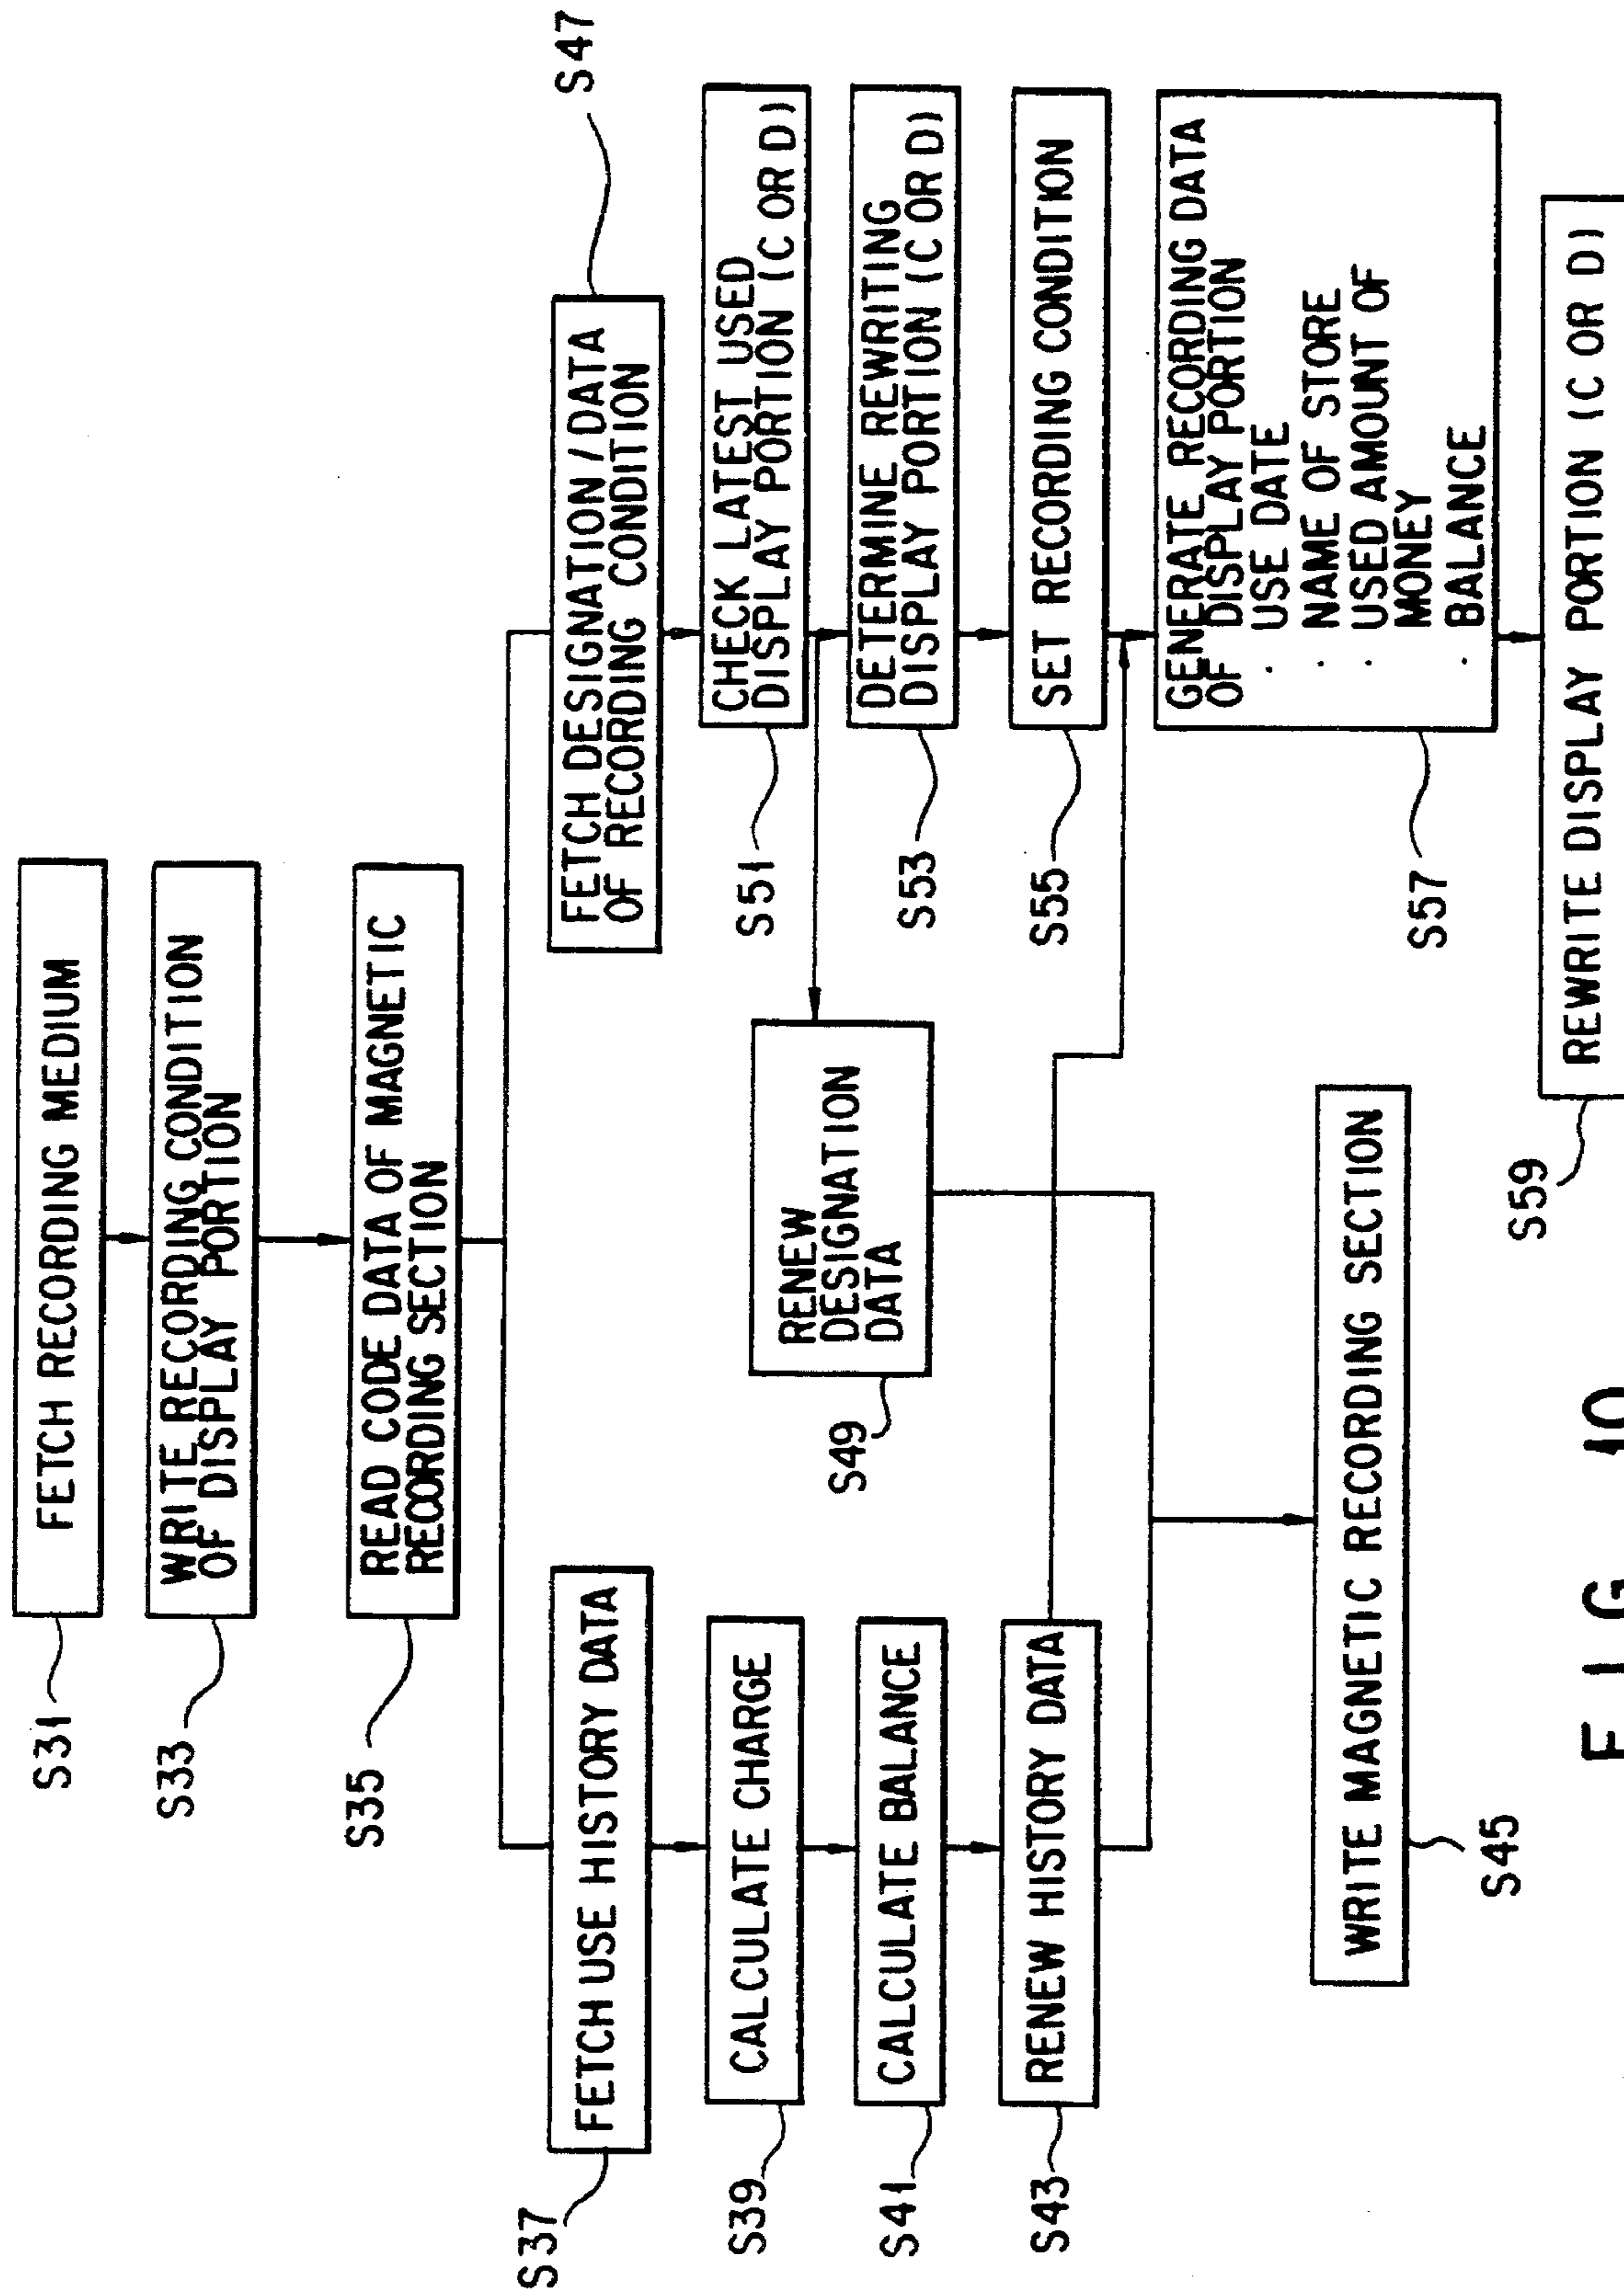 S31
FETCH RECORDING MEDIUM
S33
WRITE RECORDING CONDITION
OF DISPLAY PORTION
S35
READ CODE DATA OF MAGNETIC
RECORDING SECTION
S37
FETCH USE HISTORY DATA
S39
CALCULATE CHARGE
S41
CALCULATE BALANCE
S43
RENEW HISTORY DATA
S47
FETCH DESIGNATION/DATA
OF RECORDING CONDITION
S51
CHECK LATEST USED
DISPLAY PORTION (C OR D)
S49
RENEW
DESIGNATION
DATA
S53
DETERMINE REWRITING
DISPLAY PORTION (C OR D)
S55
SET RECORDING CONDITION
S57
GENERATE RECORDING DATA
OF DISPLAY PORTION
· USE DATE
· NAME OF STORE
· USED AMOUNT OF
MONEY
· BALANCE
S45
WRITE MAGNETIC RECORDING SECTION
S59
REWRITE DISPLAY PORTION (C OR D)
FIG. 10